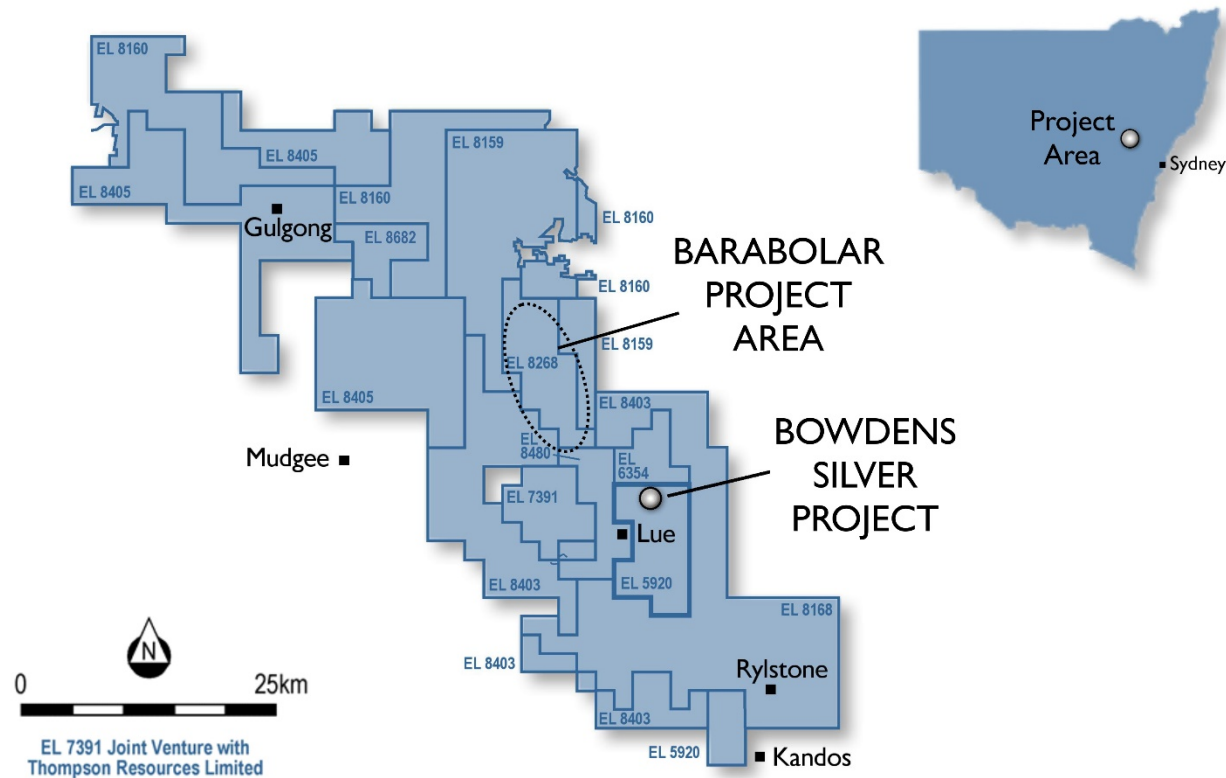 EL 8160
EL 8159
EL 8405
EL 8405
EL 8160
Gulgong
EL 8682
EL 8160
EL 8160
BARABOLAR
PROJECT
AREA
EL 8159
EL 8268
EL 8405
EL 8403
EL
8480
EL
6354
Mudgee
EL 7391
BOWDENS
SILVER
PROJECT
Lue
EL 8403
EL 5920
EL 8168
EL 8403
Rylstone
EL 8403
EL 5920
Kandos
Project
Area
Sydney
N
0 25km
EL 7391 Joint Venture with
Thompson Resources Limited